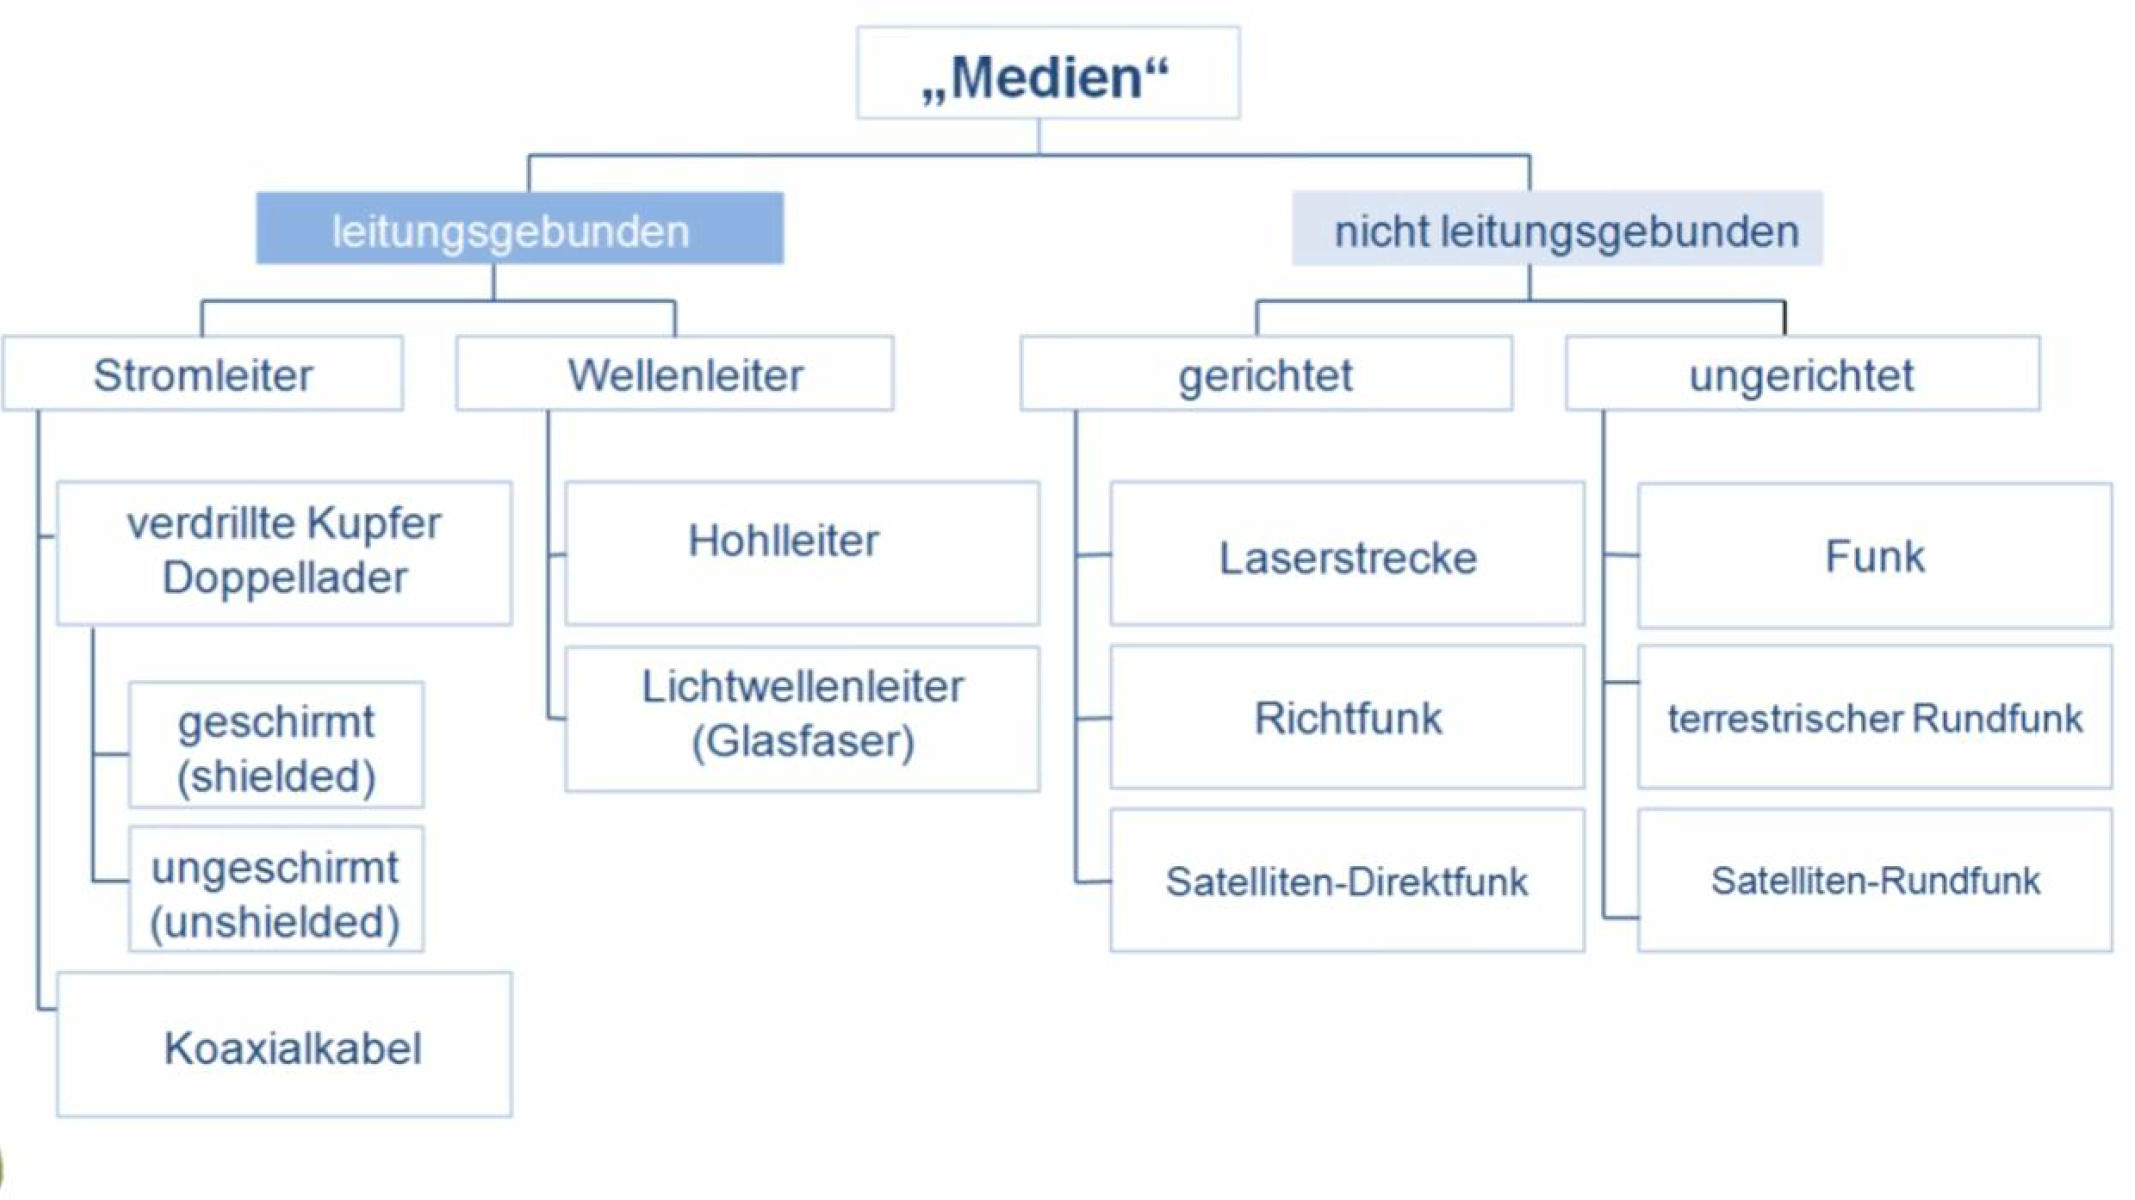 „Medien“
leitungsgebunden
nicht leitungsgebunden
Stromleiter
Wellenleiter
gerichtet
ungerichtet
verdrillte Kupfer
Doppellader
geschirmt
(shielded)
ungeschirmt
(unshielded)
Koaxialkabel
Hohlleiter
Lichtwellenleiter
(Glasfaser)
Laserstrecke
Richtfunk
Satelliten-Direktfunk
Funk
terrestrischer Rundfunk
Satelliten-Rundfunk